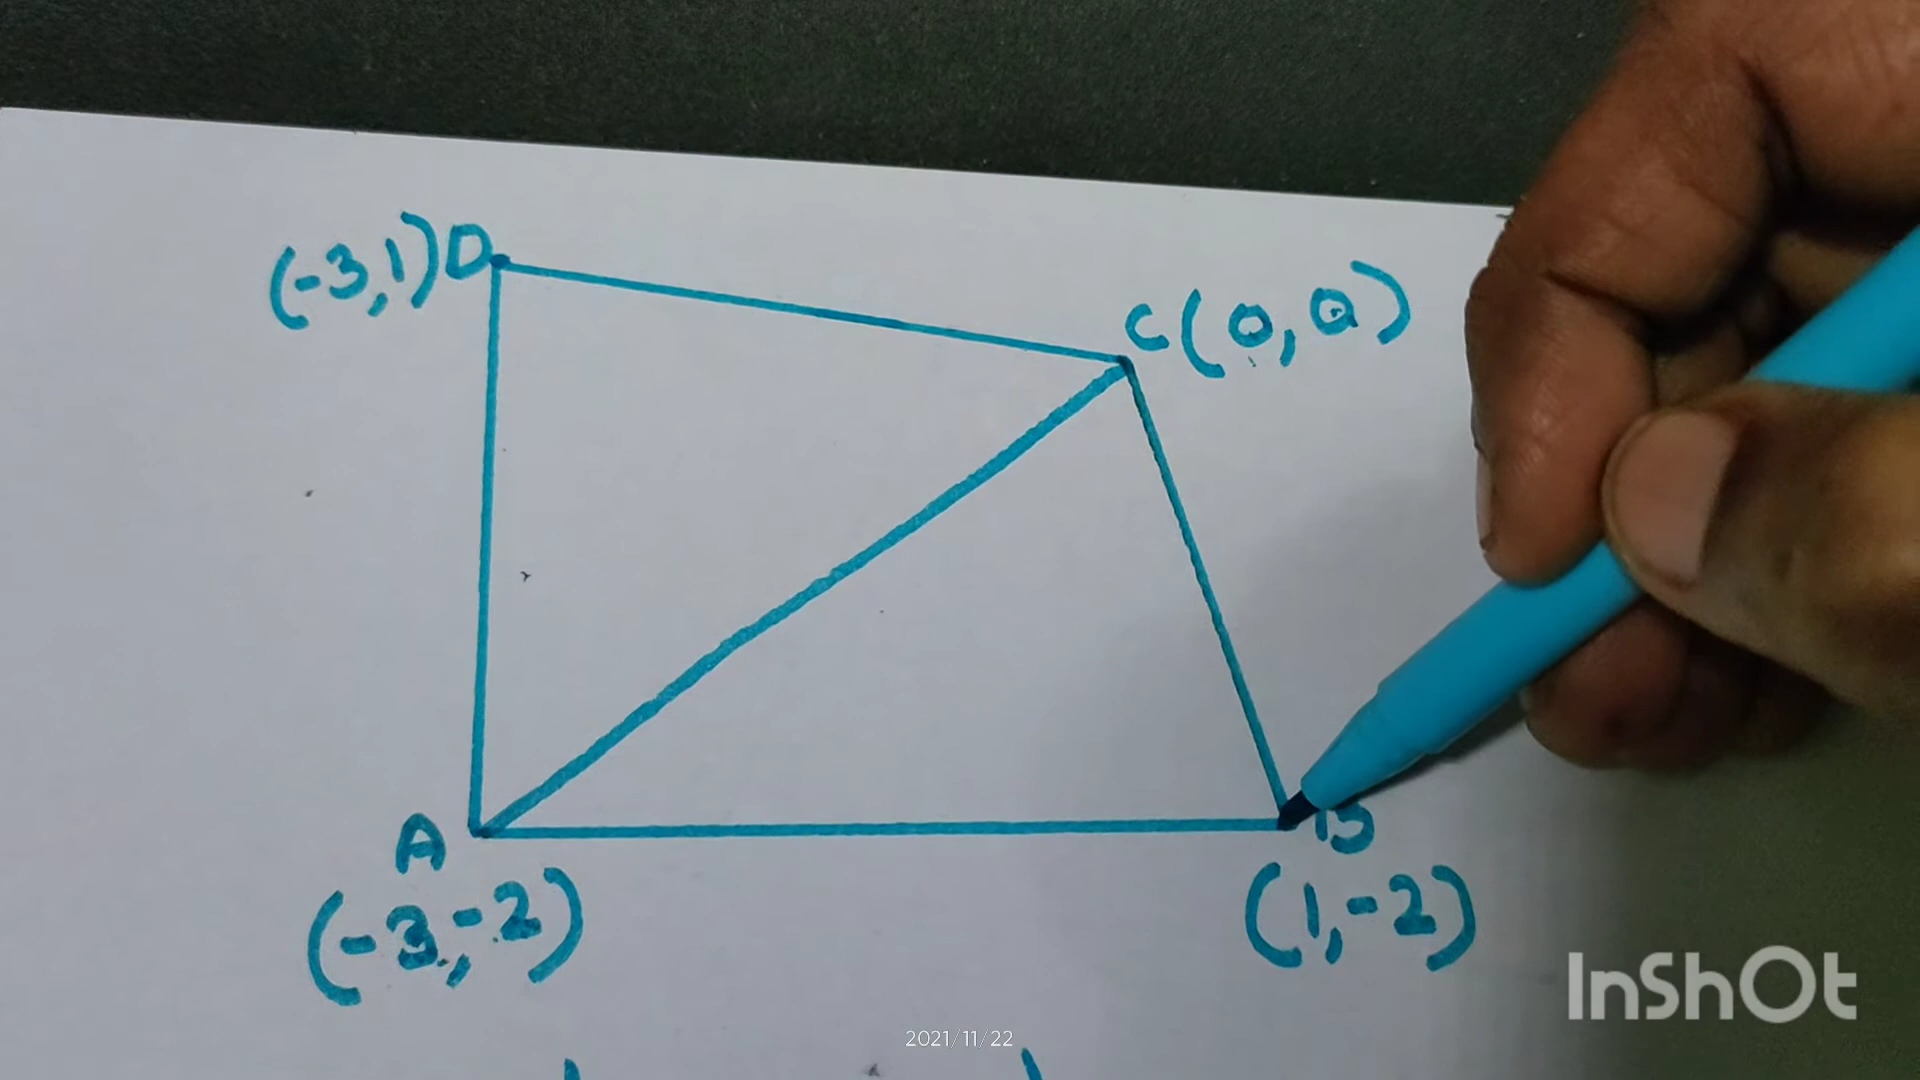 (-3,1) D
C(0,0)
A
B
(-3,-2)
(1,-2)
InShOt
2021/11/22